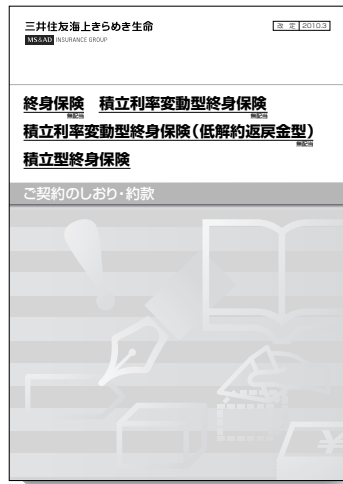 三井住友海上きらめき生命
改 定 2010.3
MS&AD INSURANCE GROUP
終身保険 積立利率変動型終身保険
無配当 無配当
積立利率変動型終身保険(低解約返戻金型)
無配当
積立型終身保険
ご契約のしおり・約款
¥